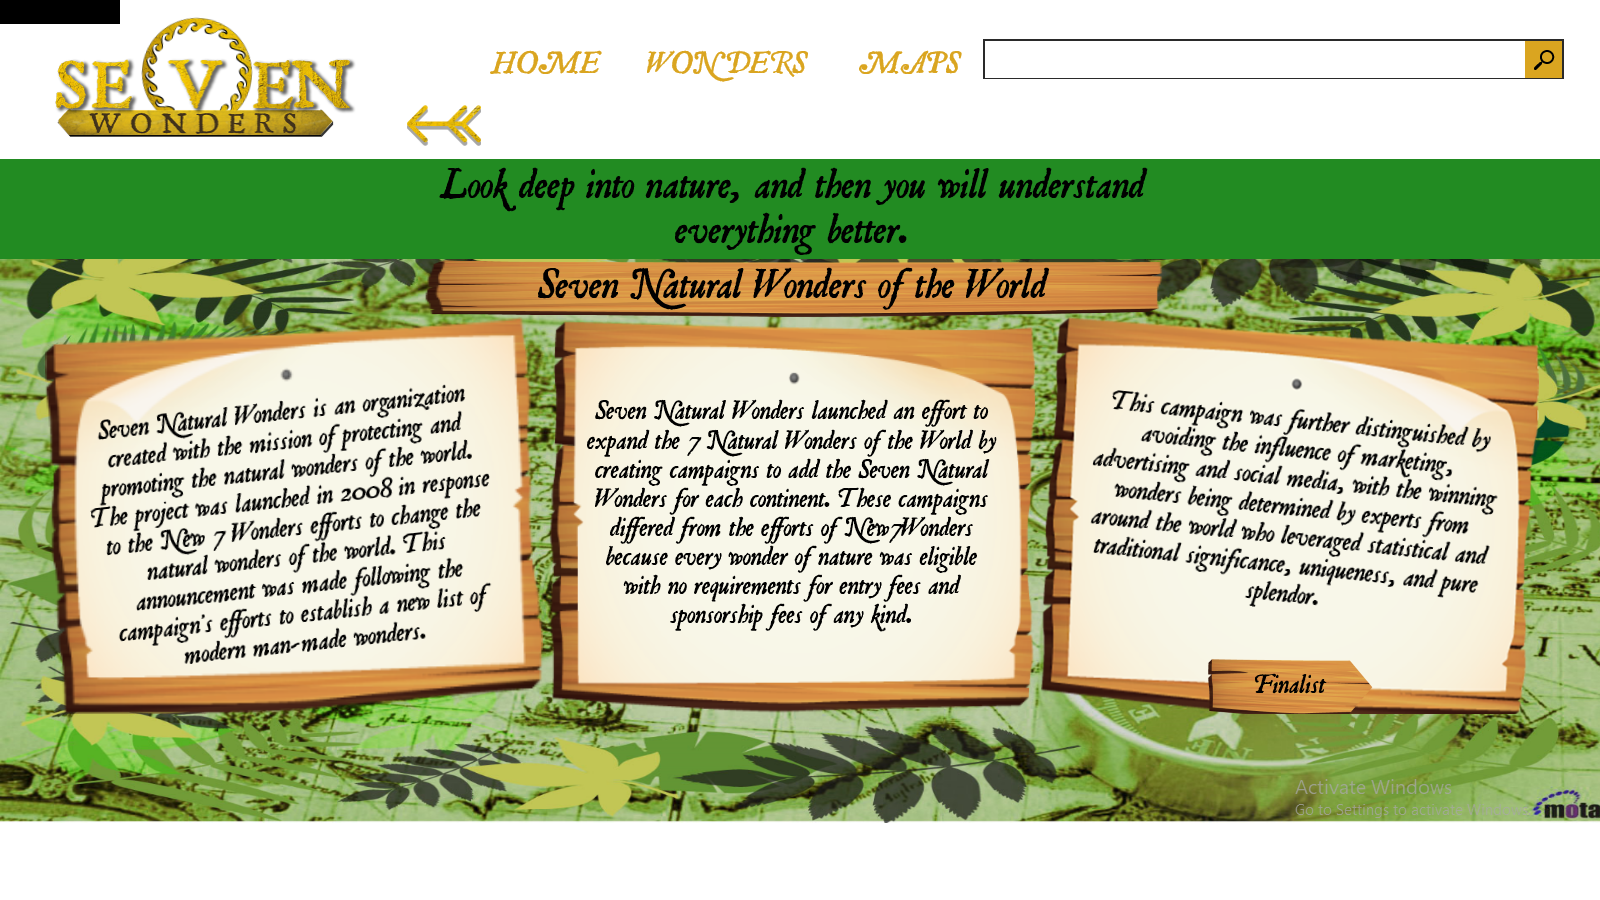 SEVEN
WONDERS
HOME WONDERS MAPS
Look deep into nature, and then you will understand
everything better.
Seven Natural Wonders of the World
Seven Natural Wonders is an organization
created with the mission of protecting and
promoting the natural wonders of the world.
The project was launched in 2008 in response
to the New 7 Wonders efforts to change the
natural wonders of the world. This
announcement was made following the
campaign's efforts to establish a new list of
modern man-made wonders.
Seven Natural Wonders launched an effort to
expand the 7 Natural Wonders of the World by
creating campaigns to add the Seven Natural
Wonders for each continent. These campaigns
differed from the efforts of New7Wonders
because every wonder of nature was eligible
with no requirements for entry fees and
sponsorship fees of any kind.
This campaign was further distinguished by
avoiding the influence of marketing,
advertising and social media, with the winning
wonders being determined by experts from
around the world who leveraged statistical and
traditional significance, uniqueness, and pure
splendor.
Finalist
Activate Windows
Go to Settings to activate
mota